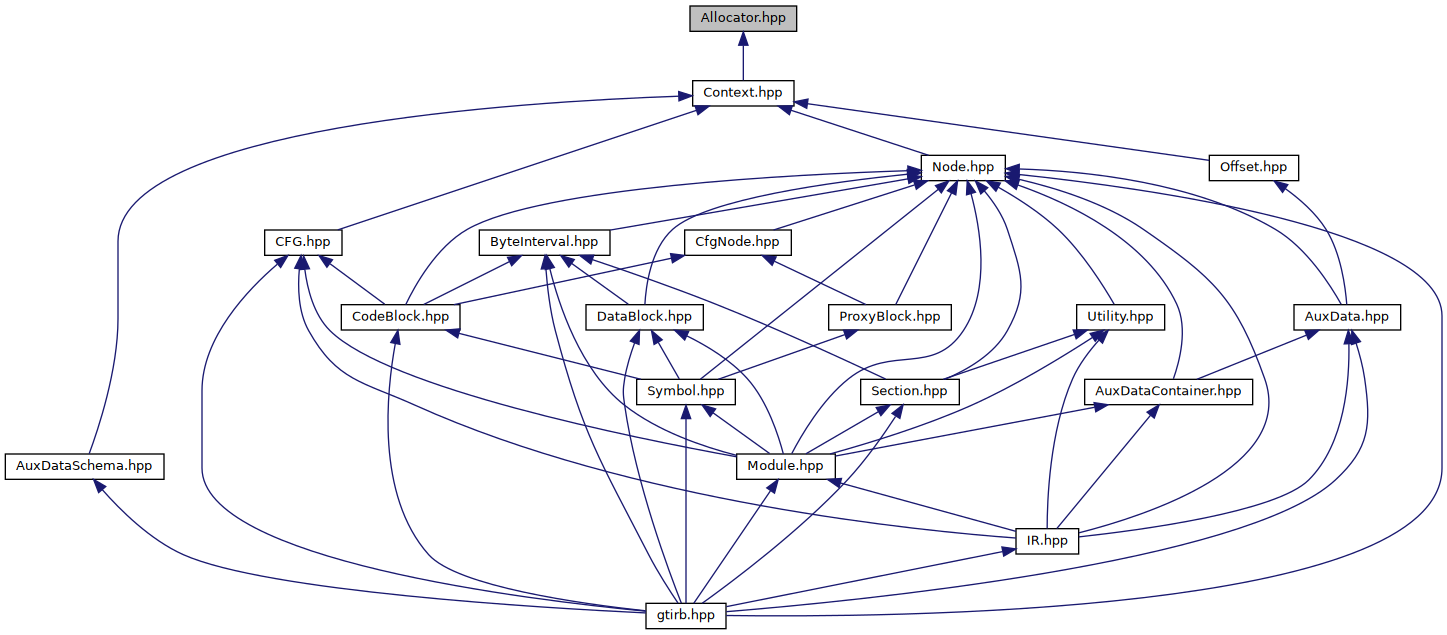 Allocator.hpp
Context.hpp
Node.hpp
Offset.hpp
CFG.hpp
ByteInterval.hpp
CfgNode.hpp
CodeBlock.hpp
DataBlock.hpp
ProxyBlock.hpp
Utility.hpp
AuxData.hpp
Symbol.hpp
Section.hpp
AuxDataContainer.hpp
AuxDataSchema.hpp
Module.hpp
IR.hpp
gtirb.hpp